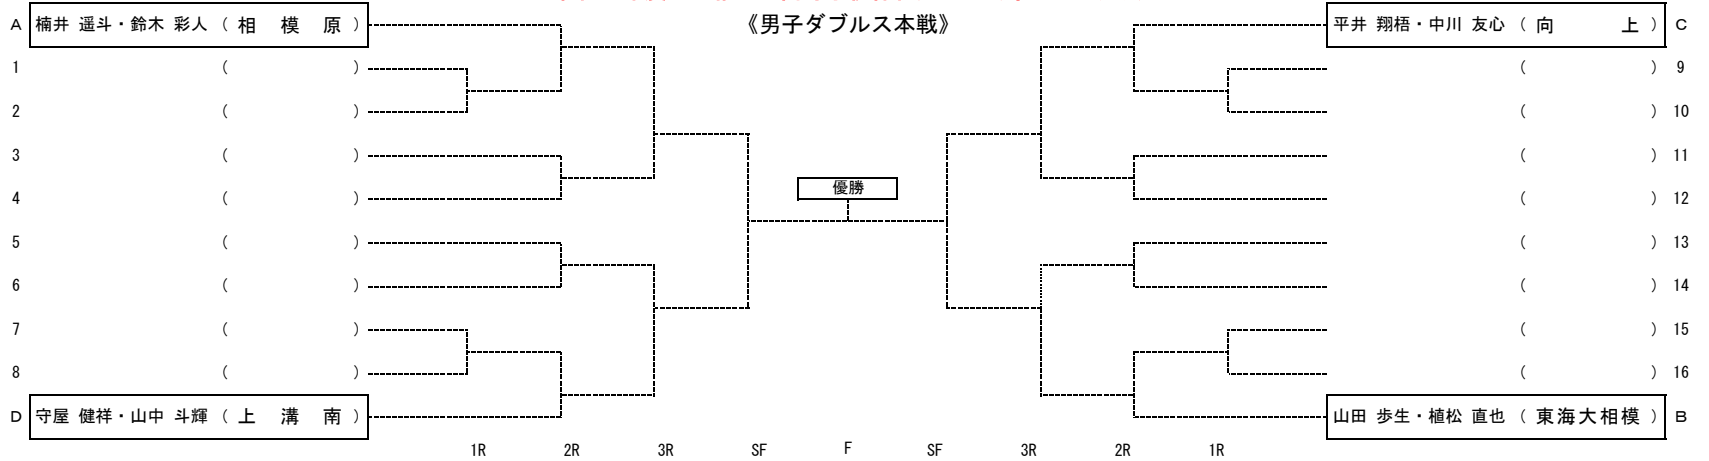 《男子ダブルス本戦》
A 楠井 遥斗・鈴木 彩人 ( 相 模 原 )
1 ( )
2 ( )
3 ( )
4 ( )
5 ( )
6 ( )
7 ( )
8 ( )
D 守屋 健祥・山中 斗輝 ( 上 溝 南 )
優勝
平井 翔梧・中川 友心 ( 向 上 ) C
( ) 9
( ) 10
( ) 11
( ) 12
( ) 13
( ) 14
( ) 15
( ) 16
山田 歩生・植松 直也 ( 東海大相模 ) B
1R 2R 3R SF F SF 3R 2R 1R